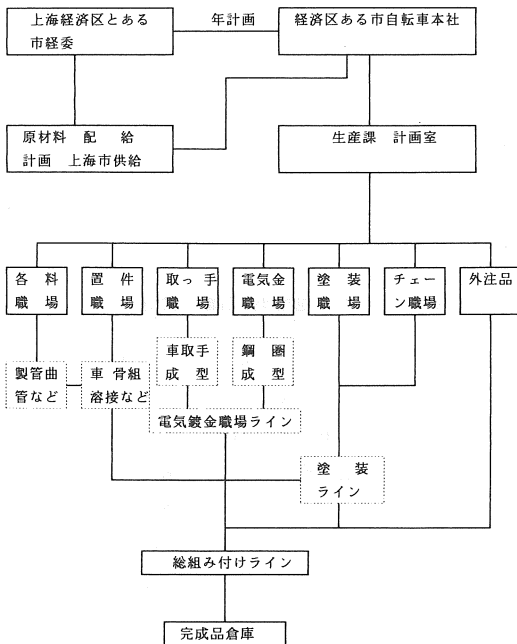 上海経済区とある
市経委
年計画
経済区ある市自転車本社
原材料 配 給
計画 上海市供給
生産課 計画室
各料
職場
置件
職場
取っ手
職場
電気金
職場
塗装
職場
チェー
ン職場
外注品
製管曲
管など
車 骨組
溶接など
車取手
成型
鋼 圏
成 型
電気鍍金職場ライン
塗 装
ライン
総組み付けライン
完成品倉庫